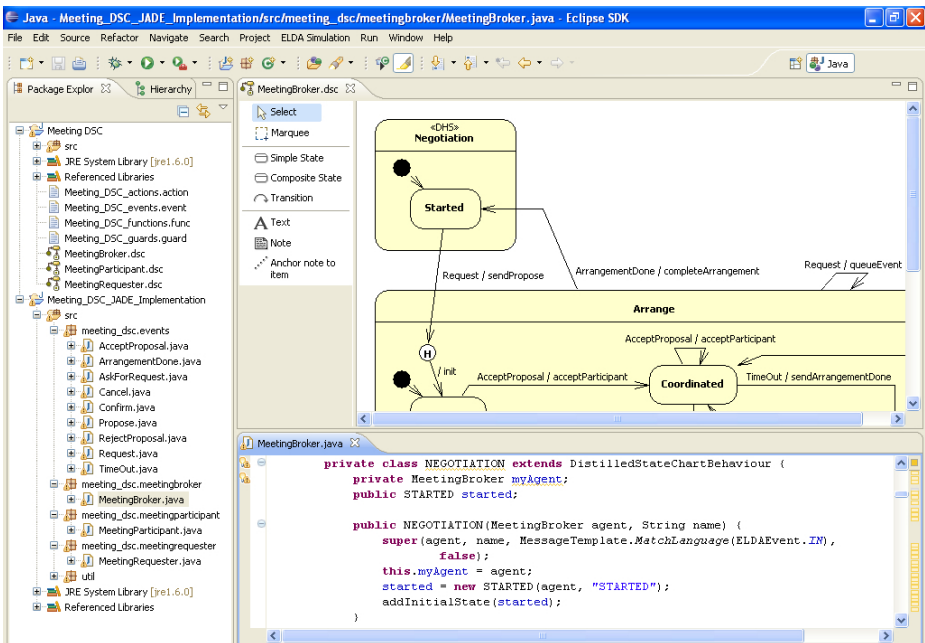 Java - Meeting_DSC_JADE_Implementation/src/meeting_dsc/meetingbroker/MeetingBroker.java - Eclipse SDK
File Edit Source Refactor Navigate Search Project ELDA Simulation Run Window Help
Java
Package Explor
Hierarchy
Meeting DSC
src
JRE System Library [jre1.6.0]
Referenced Libraries
Meeting_DSC_actions.action
Meeting_DSC_events.event
Meeting_DSC_functions.func
Meeting_DSC_guards.guard
MeetingBroker.dsc
MeetingParticipant.dsc
MeetingRequester.dsc
Meeting_DSC_JADE_Implementation
src
meeting_dsc.events
AcceptProposal.java
ArrangementDone.java
AskForRequest.java
Cancel.java
Confirm.java
Propose.java
RejectProposal.java
Request.java
TimeOut.java
meeting_dsc.meetingbroker
MeetingBroker.java
meeting_dsc.meetingparticipant
MeetingParticipant.java
meeting_dsc.meetingrequester
MeetingRequester.java
util
JRE System Library [jre1.6.0]
Referenced Libraries
MeetingBroker.dsc
Select
Marquee
Simple State
Composite State
Transition
A Text
Note
Anchor note to
item
«DHS»
Negotiation
Started
Request / sendPropose
ArrangementDone / completeArrangement
Request / queueEvent
Arrange
AcceptProposal / acceptParticipant
H
/ init
AcceptProposal / acceptParticipant
Coordinated
TimeOut / sendArrangementDone
MeetingBroker.java
private class NEGOTIATION extends DistilledStateChartBehaviour {
private MeetingBroker myAgent;
public STARTED started;
public NEGOTIATION(MeetingBroker agent, String name) {
super(agent, name, MessageTemplate.MatchLanguage(ELDAEvent.IN),
false);
this.myAgent = agent;
started = new STARTED(agent, "STARTED");
addInitialState(started);
}